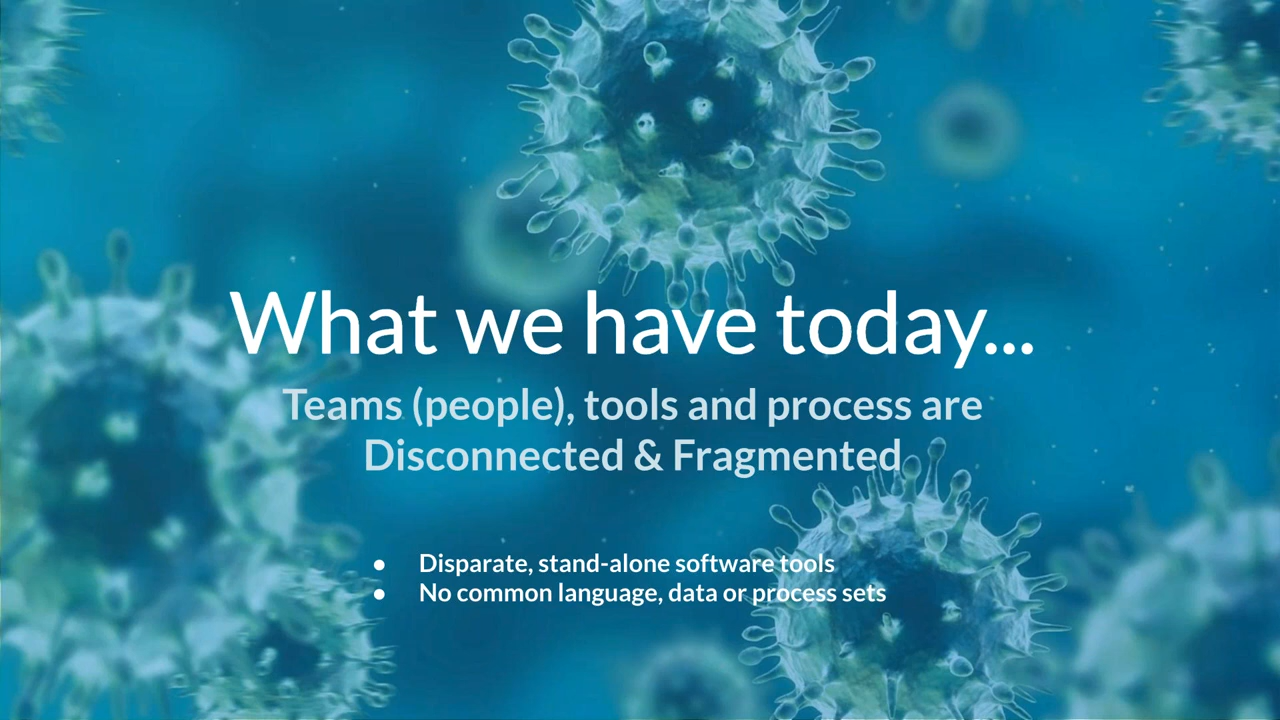 What we have today...
Teams (people), tools and process are
Disconnected & Fragmented
● Disparate, stand-alone software tools
● No common language, data or process sets